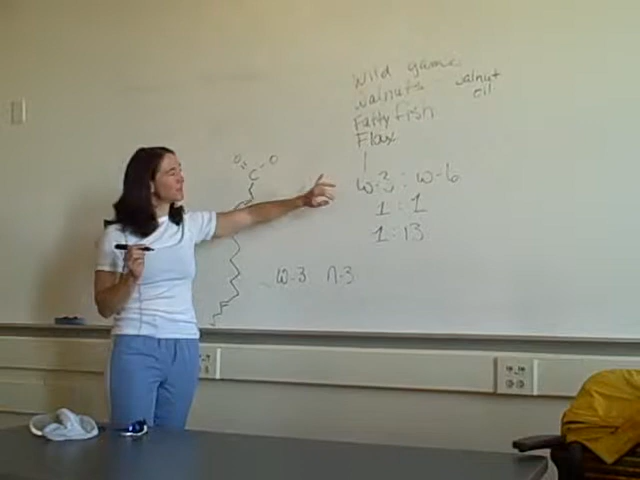 Wild game
walnuts
walnut
oil
Fatty fish
Flax
ω-3 : ω-6
1 : 1
1 : 13
O O
C
ω-3 n-3